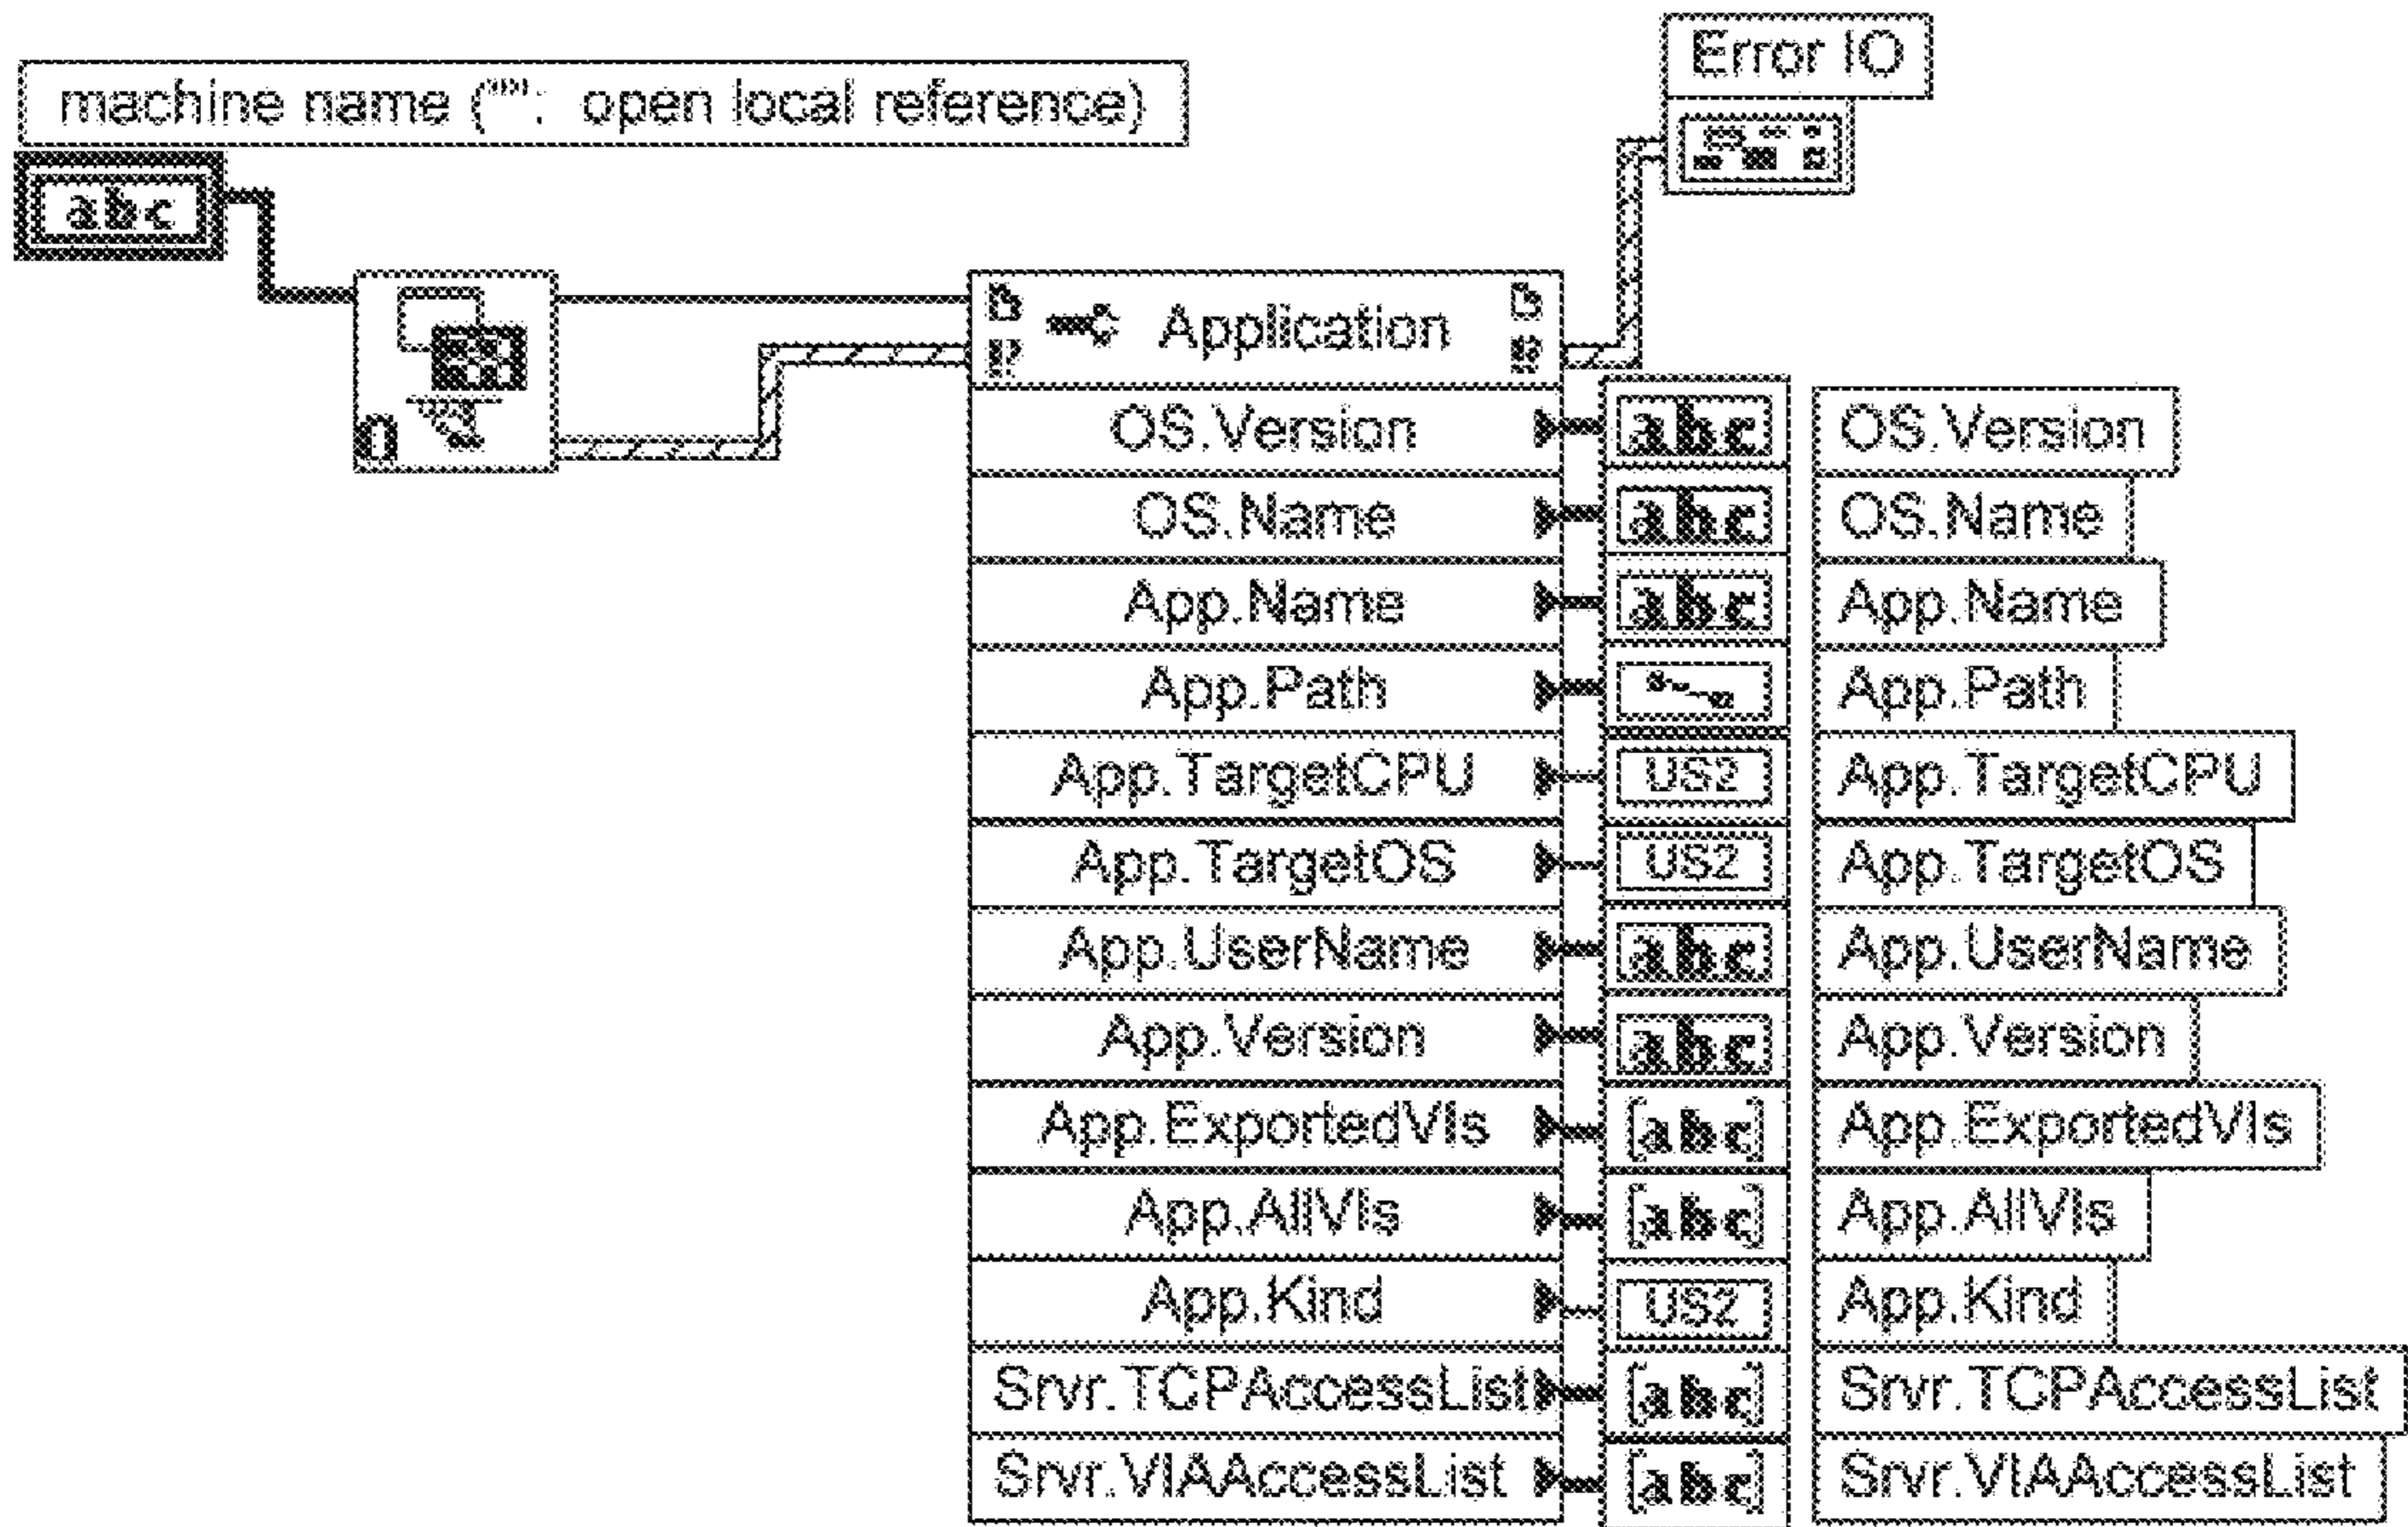 Error IO
machine name ("": open local reference)
abc
Application
OS.Version abc OS.Version
OS.Name abc OS.Name
App.Name abc App.Name
App.Path App.Path
App.TargetCPU US2 App.TargetCPU
App.TargetOS US2 App.TargetOS
App.UserName abc App.UserName
App.Version abc App.Version
App.ExportedVIs [abc] App.ExportedVIs
App.AllVIs [abc] App.AllVIs
App.Kind US2 App.Kind
Srvr.TCPAccessList [abc] Srvr.TCPAccessList
Srvr.VIAAccessList [abc] Srvr.VIAAccessList